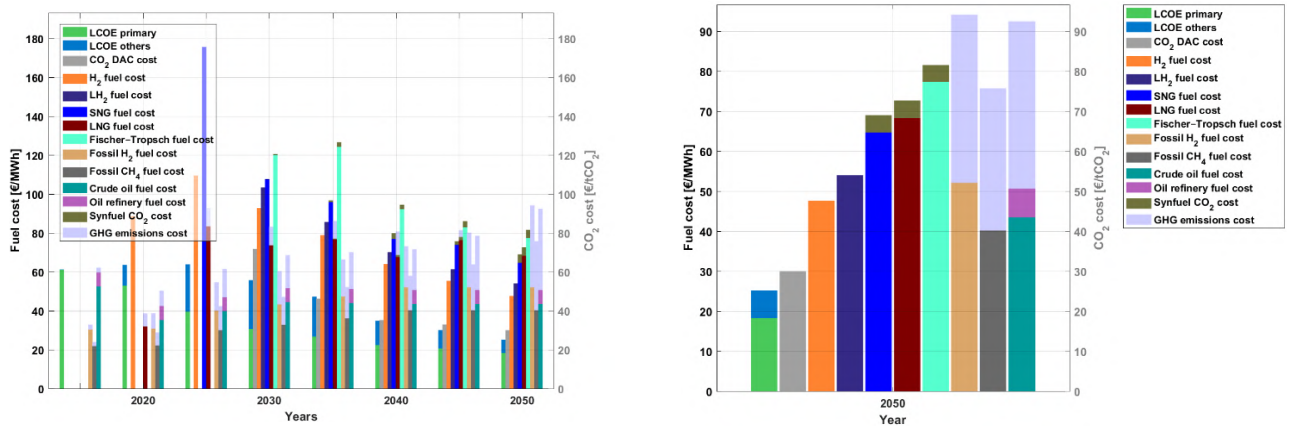 LCOE primary
LCOE others
CO2 DAC cost
H2 fuel cost
LH2 fuel cost
SNG fuel cost
LNG fuel cost
Fischer-Tropsch fuel cost
Fossil H2 fuel cost
Fossil CH4 fuel cost
Crude oil fuel cost
Oil refinery fuel cost
Synfuel CO2 cost
GHG emissions cost
Fuel cost [€/MWh]
180
160
140
120
100
80
60
40
20
0
180
160
140
120
100
80
60
40
20
0
CO2 cost [€/tCO2]
2020
2030
2040
2050
Years
Fuel cost [€/MWh]
90
80
70
60
50
40
30
20
10
0
90
80
70
60
50
40
30
20
10
0
CO2 cost [€/tCO2]
2050
Year
LCOE primary
LCOE others
CO2 DAC cost
H2 fuel cost
LH2 fuel cost
SNG fuel cost
LNG fuel cost
Fischer-Tropsch fuel cost
Fossil H2 fuel cost
Fossil CH4 fuel cost
Crude oil fuel cost
Oil refinery fuel cost
Synfuel CO2 cost
GHG emissions cost